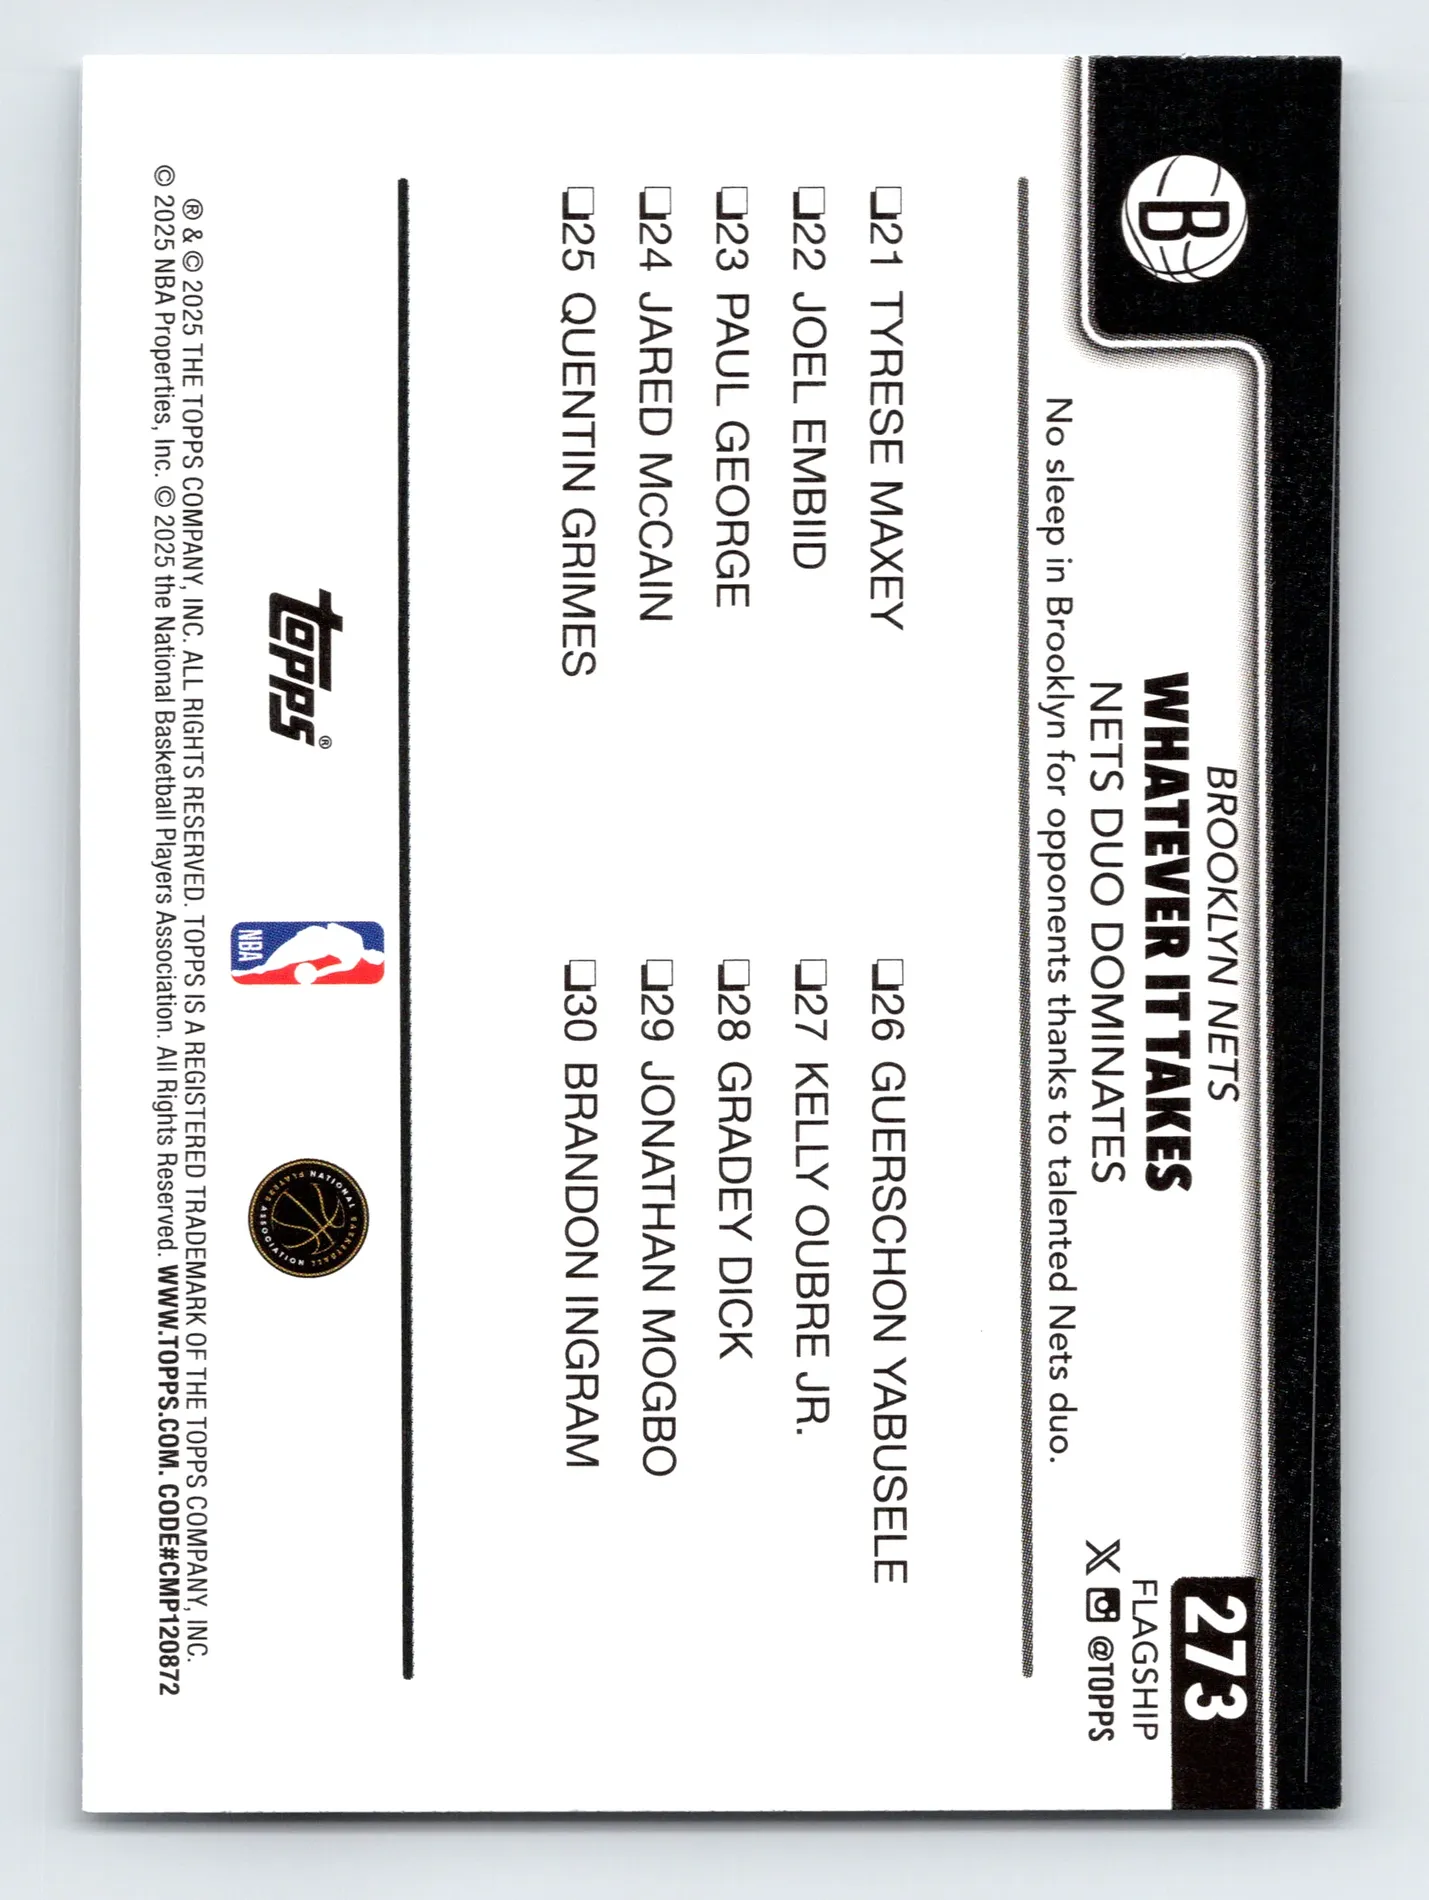 B
BROOKLYN NETS
WHATEVER IT TAKES
NETS DUO DOMINATES
No sleep in Brooklyn for opponents thanks to talented Nets duo.
273
FLAGSHIP
@TOPPS
❑21 TYRESE MAXEY
❑22 JOEL EMBIID
❑23 PAUL GEORGE
❑24 JARED McCAIN
❑25 QUENTIN GRIMES
❑26 GUERSCHON YABUSELE
❑27 KELLY OUBRE JR.
❑28 GRADEY DICK
❑29 JONATHAN MOGBO
❑30 BRANDON INGRAM
topps®
NBA
NATIONAL BASKETBALL PLAYERS ASSOCIATION
® & © 2025 THE TOPPS COMPANY, INC. ALL RIGHTS RESERVED. TOPPS IS A REGISTERED TRADEMARK OF THE TOPPS COMPANY, INC.
© 2025 NBA Properties, Inc. © 2025 the National Basketball Players Association. All Rights Reserved. WWW.TOPPS.COM. CODE#CMP120872